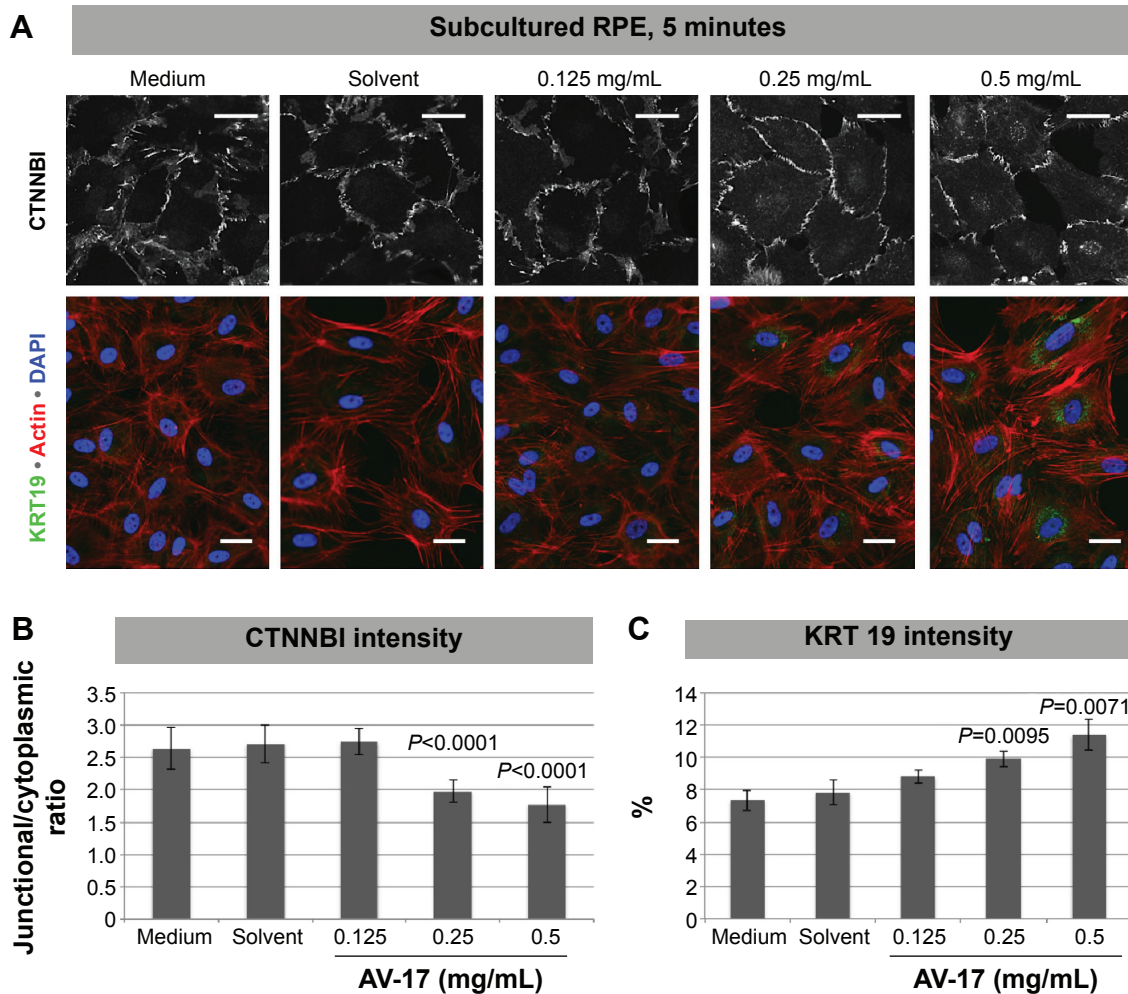 A
Subcultured RPE, 5 minutes
Medium
Solvent
0.125 mg/mL
0.25 mg/mL
0.5 mg/mL
CTNNBI
KRT19 • Actin • DAPI
B
CTNNBI intensity
Junctional/cytoplasmic
ratio
3.5
3.0
2.5
2.0
1.5
1.0
0.5
0
P<0.0001
P<0.0001
Medium
Solvent
0.125
0.25
0.5
AV-17 (mg/mL)
C
KRT 19 intensity
%
14
12
10
8
6
4
2
0
P=0.0095
P=0.0071
Medium
Solvent
0.125
0.25
0.5
AV-17 (mg/mL)